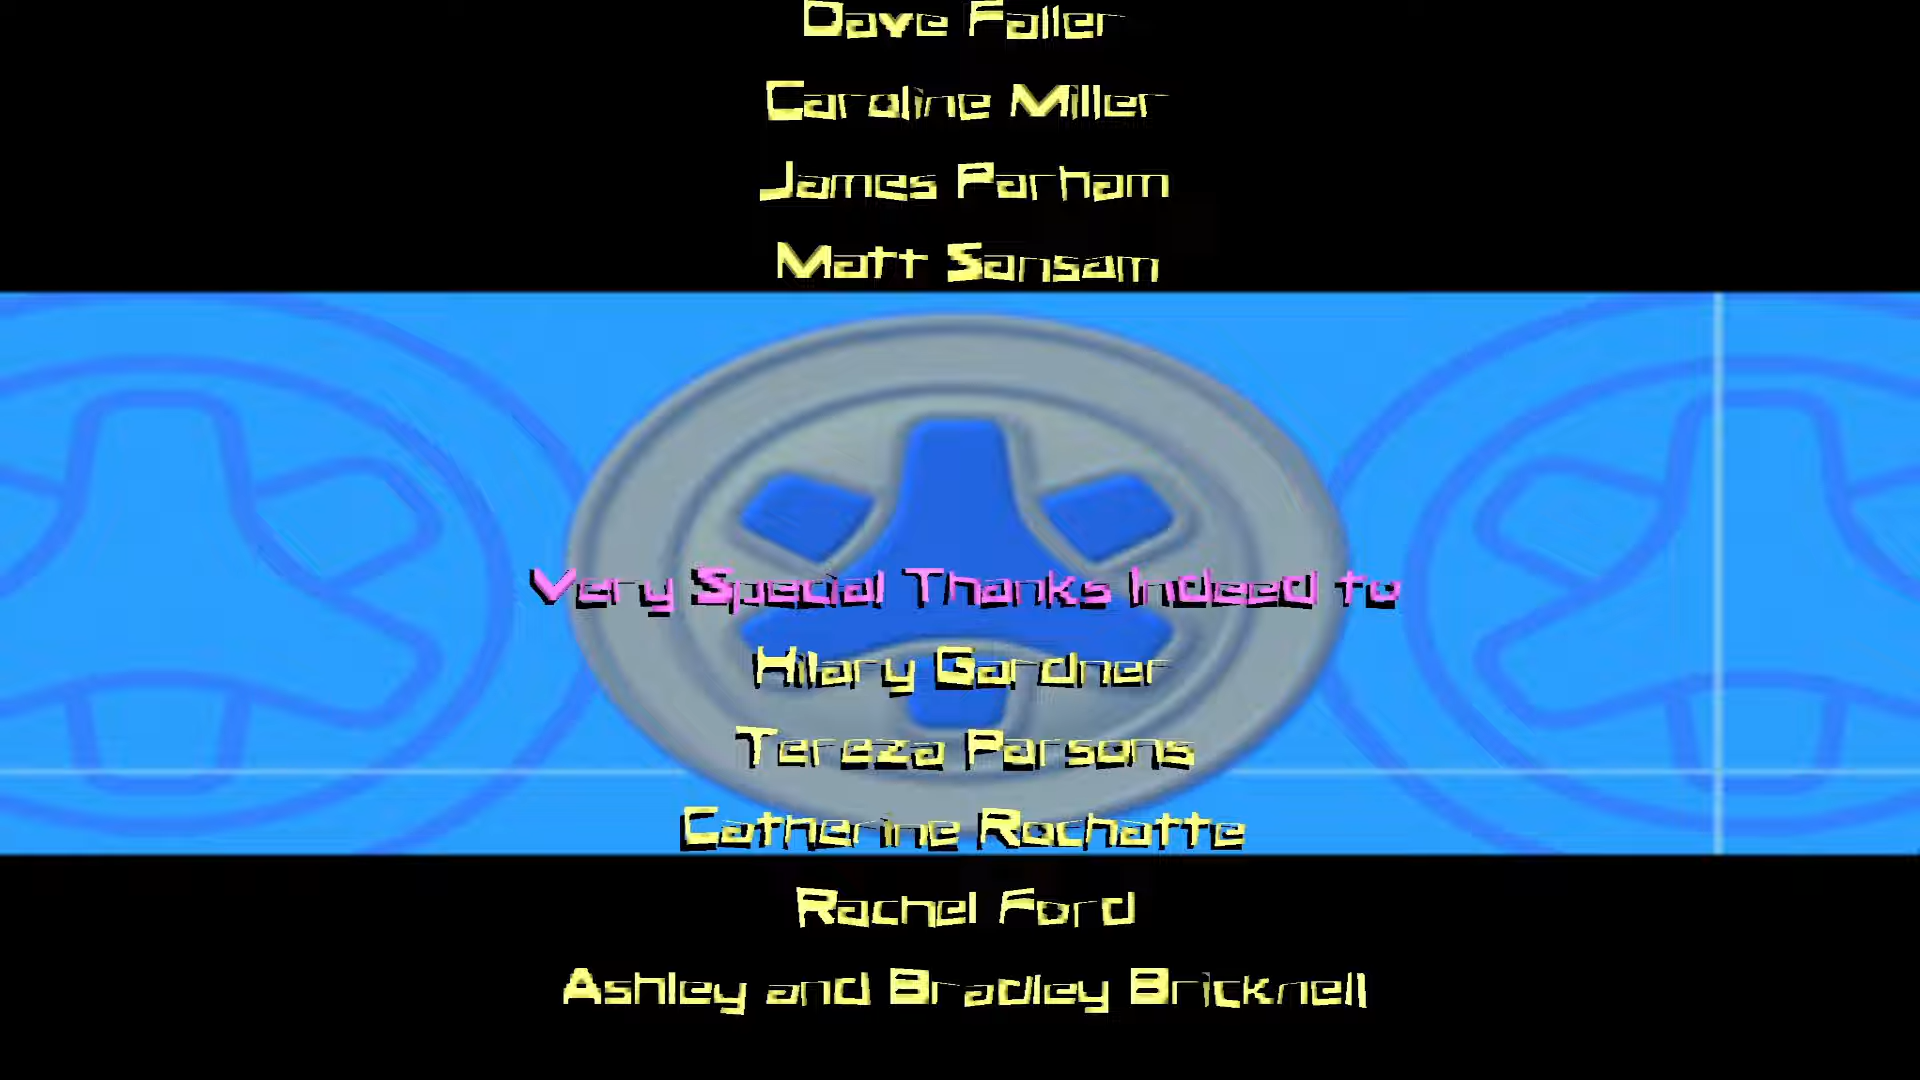 Dave Faller
Caroline Miller
James Parham
Matt Sansam
Very Special Thanks Indeed to
Hilary Gardner
Tereza Parsons
Catherine Rochatte
Rachel Ford
Ashley and Bradley Bricknell